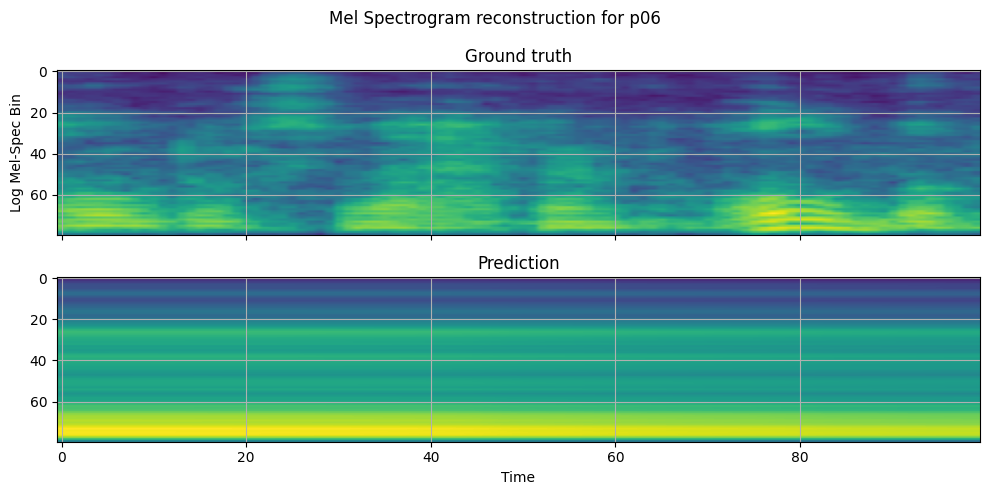 Mel Spectrogram reconstruction for p06
Ground truth
Log Mel-Spec Bin
0
20
40
60
Prediction
0
20
40
60
0 20 40 60 80
Time